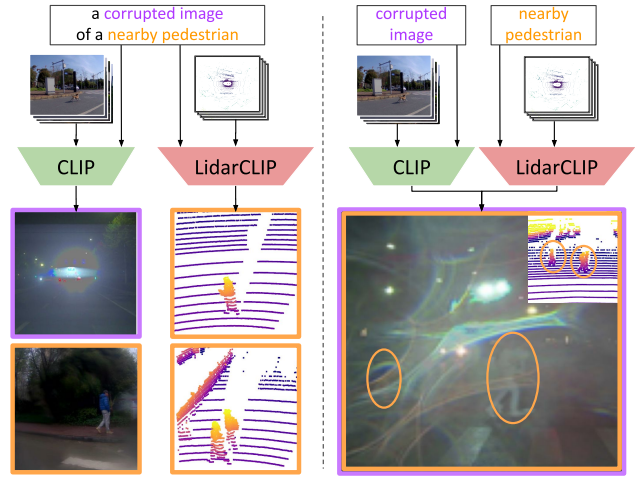 a corrupted image
of a nearby pedestrian
CLIP
LidarCLIP
corrupted
image
nearby
pedestrian
CLIP
LidarCLIP